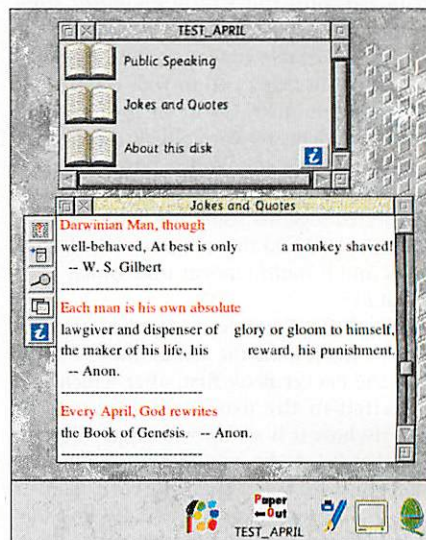 TEST_APRIL
Public Speaking
Jokes and Quotes
About this disk
Jokes and Quotes
Darwinian Man, though
well-behaved, At best is only a monkey shaved!
-- W. S. Gilbert
------------------------
Each man is his own absolute
lawgiver and dispenser of glory or gloom to himself,
the maker of his life, his reward, his punishment.
-- Anon.
------------------------
Every April, God rewrites
the Book of Genesis. -- Anon.
------------------------
Paper
Out
TEST_APRIL